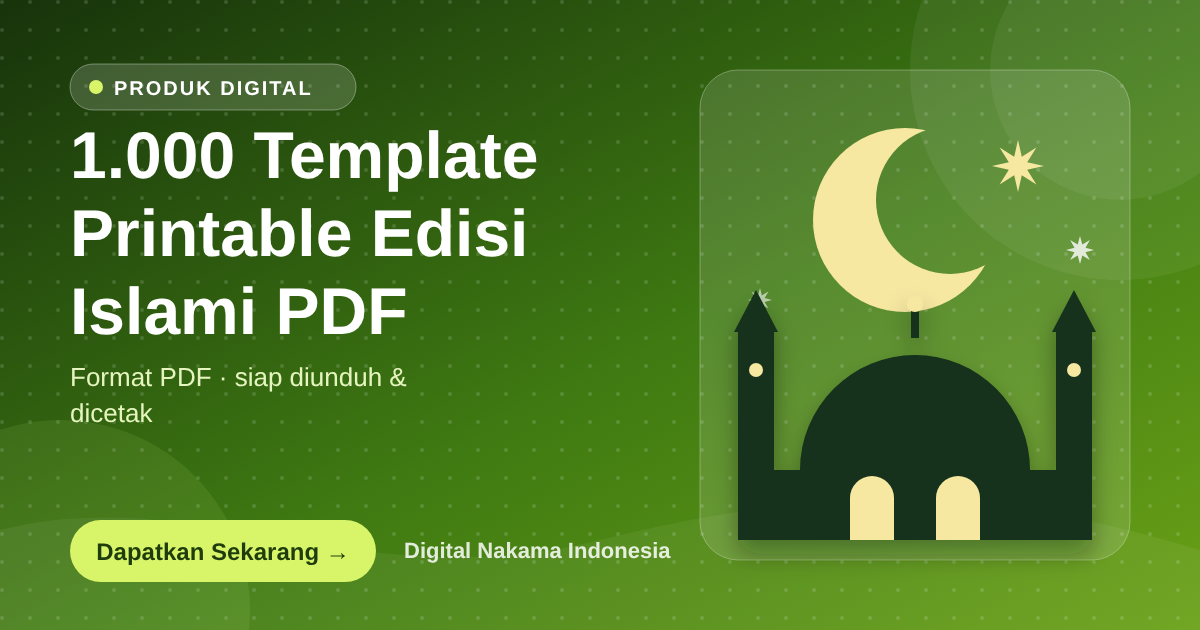 PRODUK DIGITAL
1.000 Template
Printable Edisi
Islami PDF
Format PDF · siap diunduh &
dicetak
Dapatkan Sekarang →
Digital Nakama Indonesia